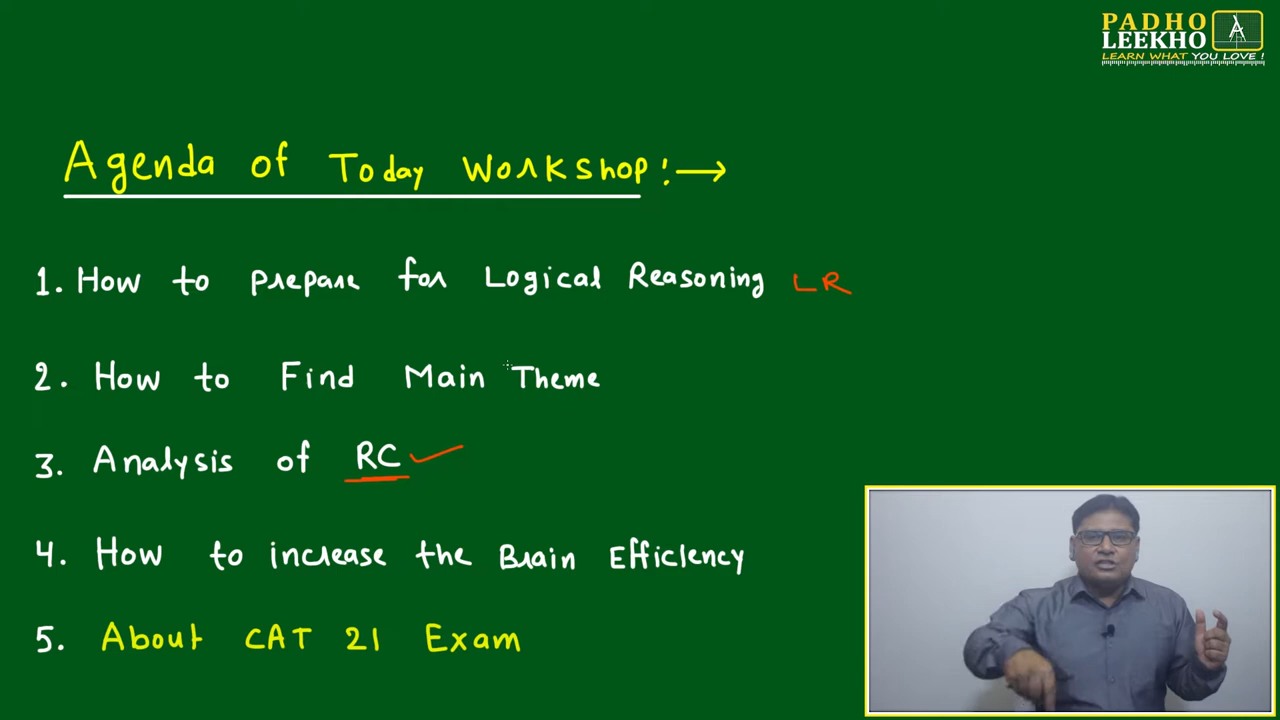 PADHO
LEEKHO
LEARN WHAT YOU LOVE !
Agenda of Today Workshop:→
1. How to prepare for Logical Reasoning LR
2. How to Find Main Theme
3. Analysis of RC ✓
4. How to increase the Brain Efficiency
5. About CAT 21 Exam